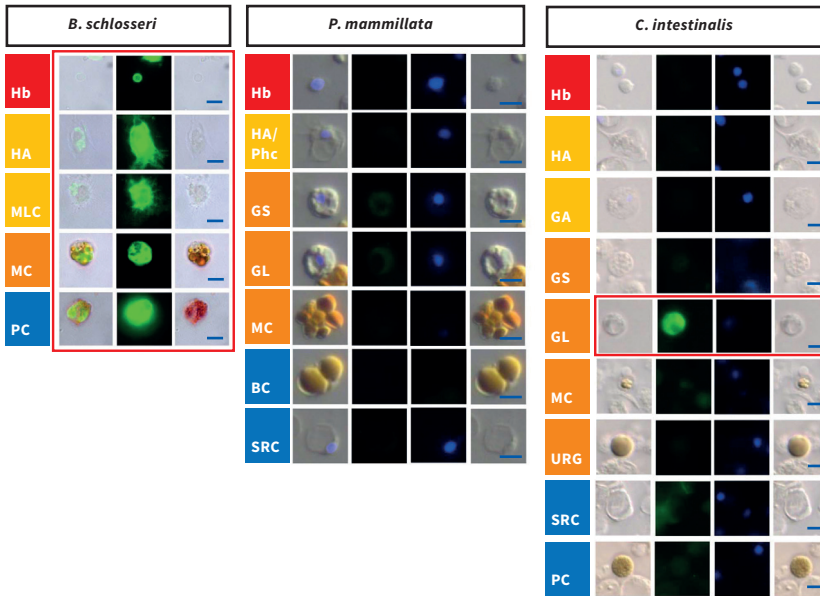 B. schlosseri
Hb
HA
MLC
MC
PC
P. mammillata
Hb
HA/
Phc
GS
GL
MC
BC
SRC
C. intestinalis
Hb
HA
GA
GS
GL
MC
URG
SRC
PC